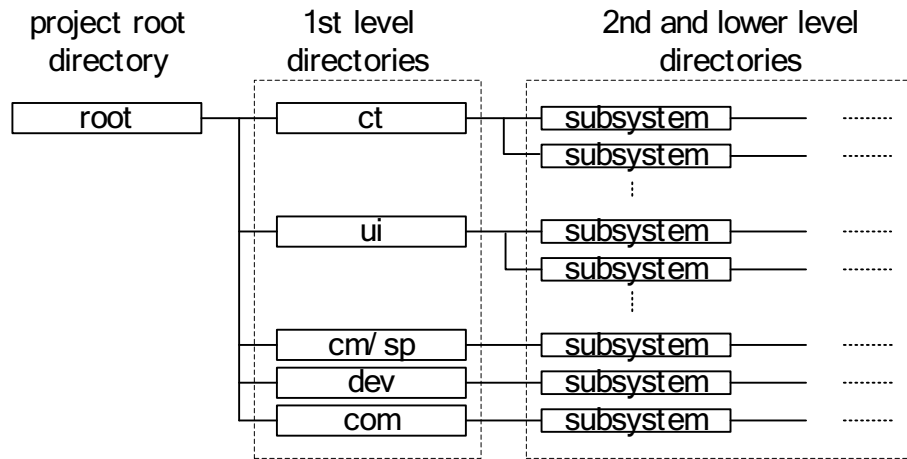 project root
directory
1st level
directories
2nd and lower level
directories
root
ct
subsystem
subsystem
ui
subsystem
subsystem
cm/ sp
subsystem
dev
subsystem
com
subsystem